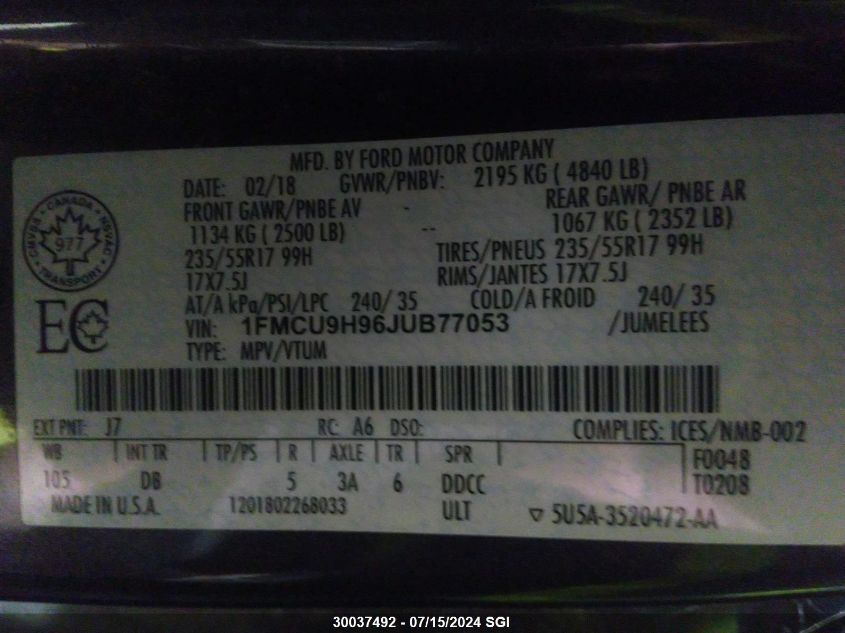 MFD. BY FORD MOTOR COMPANY
DATE: 02/18 GVWR/PNBV: 2195 KG ( 4840 LB)
FRONT GAWR/PNBE AV - REAR GAWR/ PNBE AR
1134 KG ( 2500 LB) -- 1067 KG ( 2352 LB)
235/55R17 99H TIRES/PNEUS 235/55R17 99H
17X7.5J RIMS/JANTES 17X7.5J
AT/A kPa/PSI/LPC 240/ 35 COLD/A FROID 240/ 35
VIN: 1FMCU9H96JUB77053 /JUMELEES
TYPE: MPV/VTUM
CANADA
CMVSS NSVAC
977
TRANSPORT
EC
EXT PNT: J7 RC: A6 DSO: COMPLIES: ICES/NMB-002
WB INT TR TP/PS R AXLE TR SPR F0048
105 DB 5 3A 6 DDCC T0208
MADE IN U.S.A. 1201802268033 ULT ▽ 5U5A-3520472-AA
30037492 - 07/15/2024 SGI